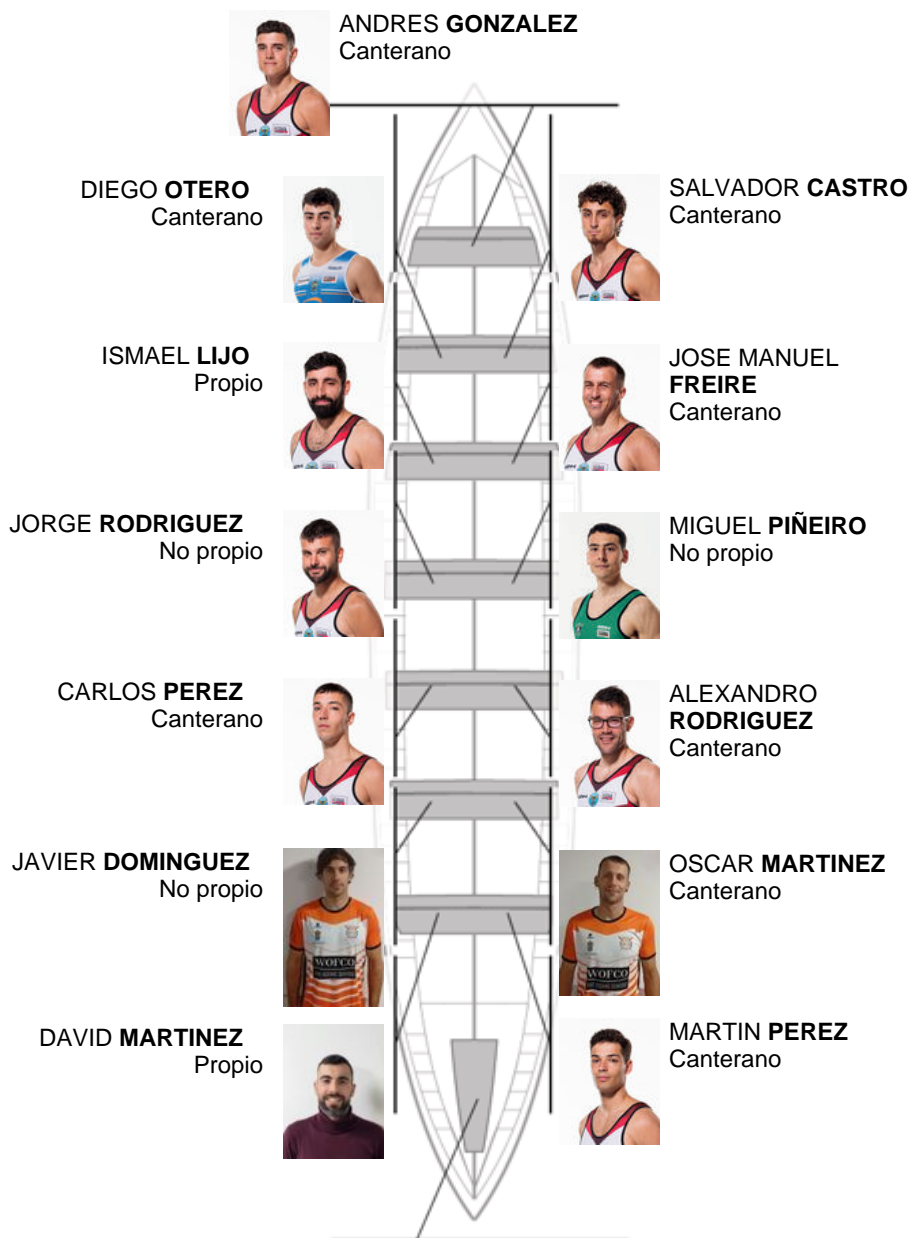 ANDRES GONZALEZ
Canterano
DIEGO OTERO
Canterano
SALVADOR CASTRO
Canterano
ISMAEL LIJO
Propio
JOSE MANUEL
FREIRE
Canterano
JORGE RODRIGUEZ
No propio
MIGUEL PIÑEIRO
No propio
CARLOS PEREZ
Canterano
ALEXANDRO
RODRIGUEZ
Canterano
JAVIER DOMINGUEZ
No propio
WOFCO
OSCAR MARTINEZ
Canterano
WOFCO
DAVID MARTINEZ
Propio
MARTIN PEREZ
Canterano